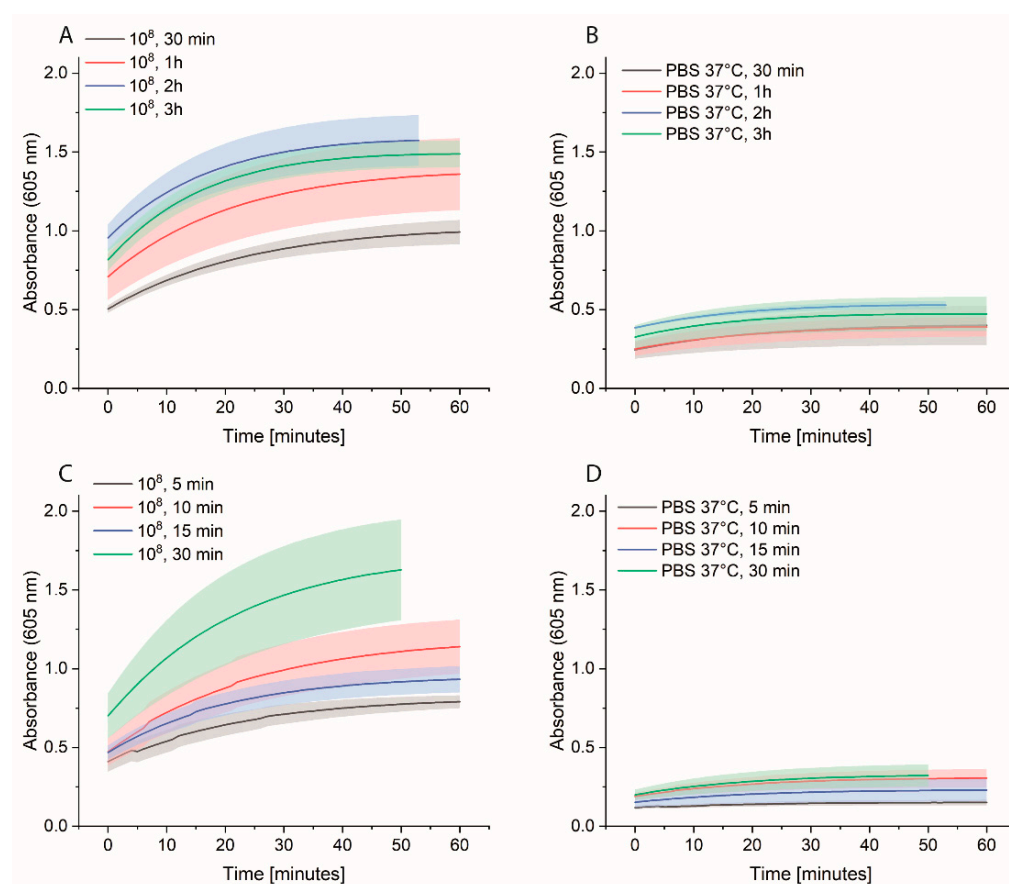 A
10⁸, 30 min
10⁸, 1h
10⁸, 2h
10⁸, 3h
2.0
1.5
1.0
0.5
0.0
Absorbance (605 nm)
0 10 20 30 40 50 60
Time [minutes]
B
PBS 37°C, 30 min
PBS 37°C, 1h
PBS 37°C, 2h
PBS 37°C, 3h
2.0
1.5
1.0
0.5
0.0
Absorbance (605 nm)
0 10 20 30 40 50 60
Time [minutes]
C
10⁸, 5 min
10⁸, 10 min
10⁸, 15 min
10⁸, 30 min
2.0
1.5
1.0
0.5
0.0
Absorbance (605 nm)
0 10 20 30 40 50 60
Time [minutes]
D
PBS 37°C, 5 min
PBS 37°C, 10 min
PBS 37°C, 15 min
PBS 37°C, 30 min
2.0
1.5
1.0
0.5
0.0
Absorbance (605 nm)
0 10 20 30 40 50 60
Time [minutes]